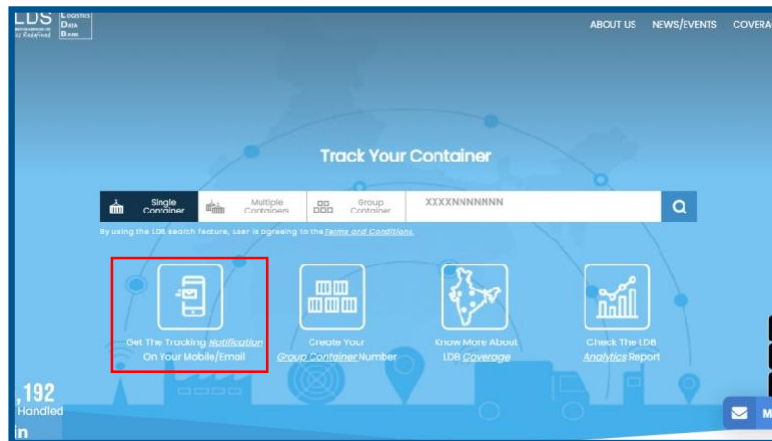 LDS
LOGISTICS
DATA
BANK
ABOUT US NEWS/EVENTS COVERA
Track Your Container
Single Container
Multiple Containers
Group Container
XXXXNNNNNNN
By using the LDB search feature, user is agreeing to the Terms and Conditions.
Get The Tracking Notification
On Your Mobile/Email
Create Your
Group Container Number
Know More About
LDB Coverage
Check The LDB
Analytics Report
,192
Handled
in
M